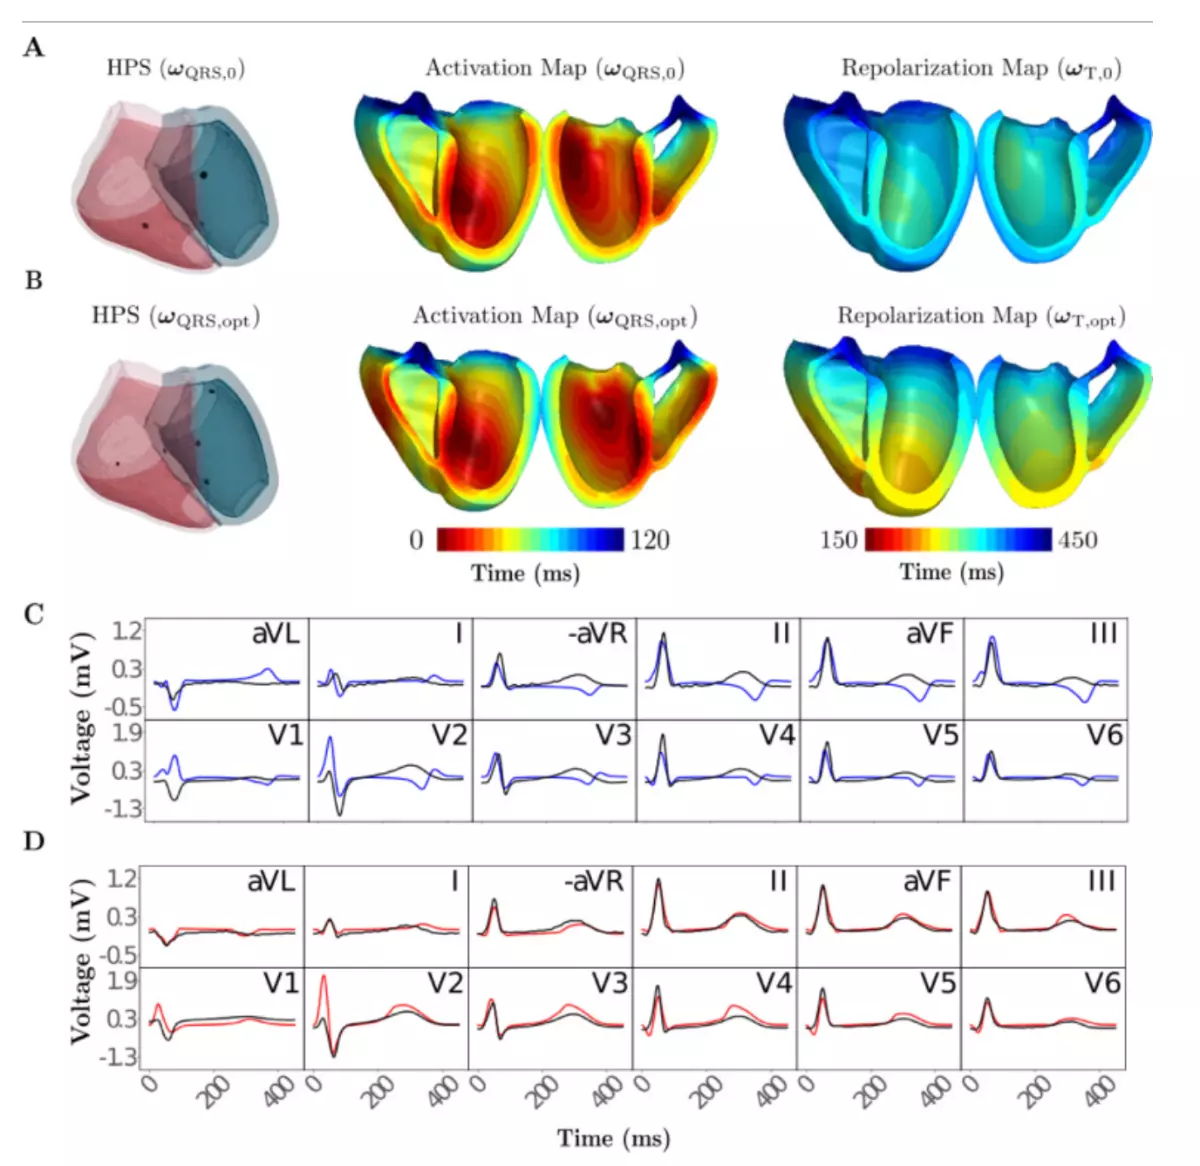 A
HPS (ωQRS,0)
Activation Map (ωQRS,0)
Repolarization Map (ωT,0)
B
HPS (ωQRS,opt)
Activation Map (ωQRS,opt)
Repolarization Map (ωT,opt)
0 120
Time (ms)
150 450
Time (ms)
C
Voltage (mV)
1.2
0.3
-0.5
aVL I -aVR II aVF III
1.9
0.3
-1.3
V1 V2 V3 V4 V5 V6
D
Voltage (mV)
1.2
0.3
-0.5
aVL I -aVR II aVF III
1.9
0.3
-1.3
V1 V2 V3 V4 V5 V6
0 200 400 0 200 400 0 200 400 0 200 400 0 200 400 0 200 400
Time (ms)